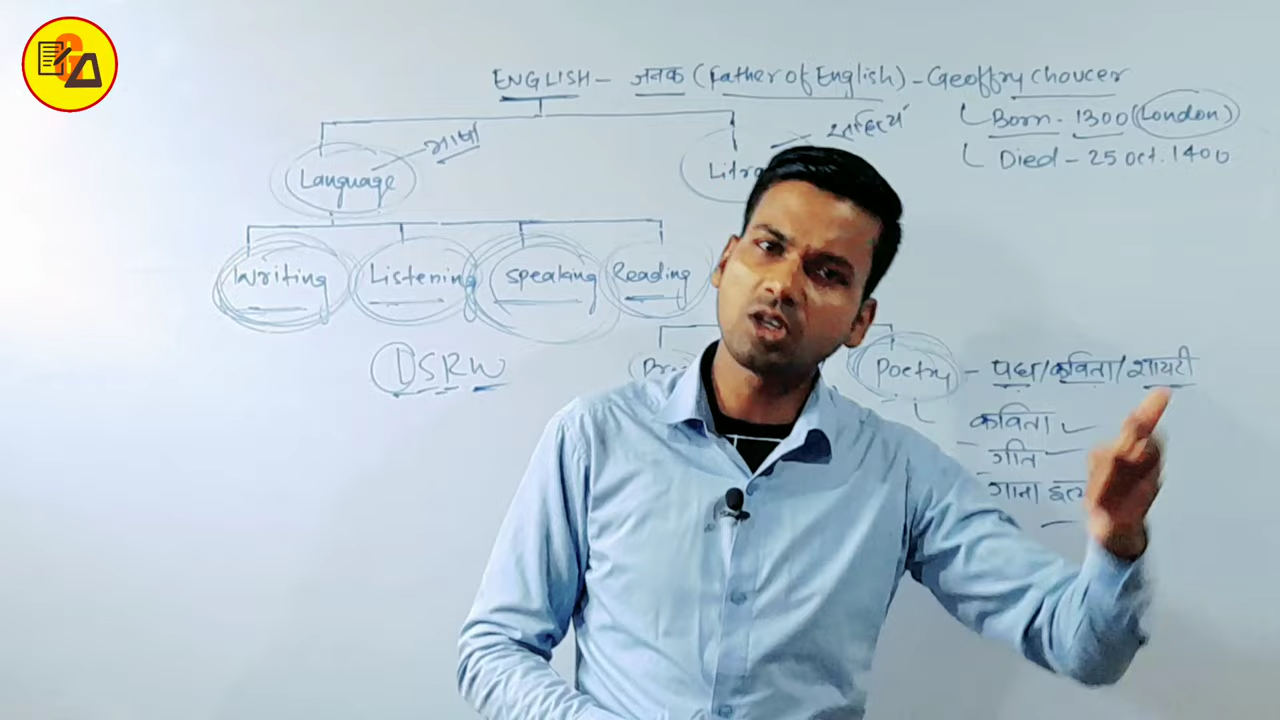 ENGLISH - जनक (Father of English) - Geoffry Choucer
Born - 1300 (London)
Died - 25 Oct. 1400
Language
भाषा
साहित्य
Writing Listening Speaking Reading
LSRW
Poetry - पद्य/कविता/शायरी
कविता
गीत
गाना